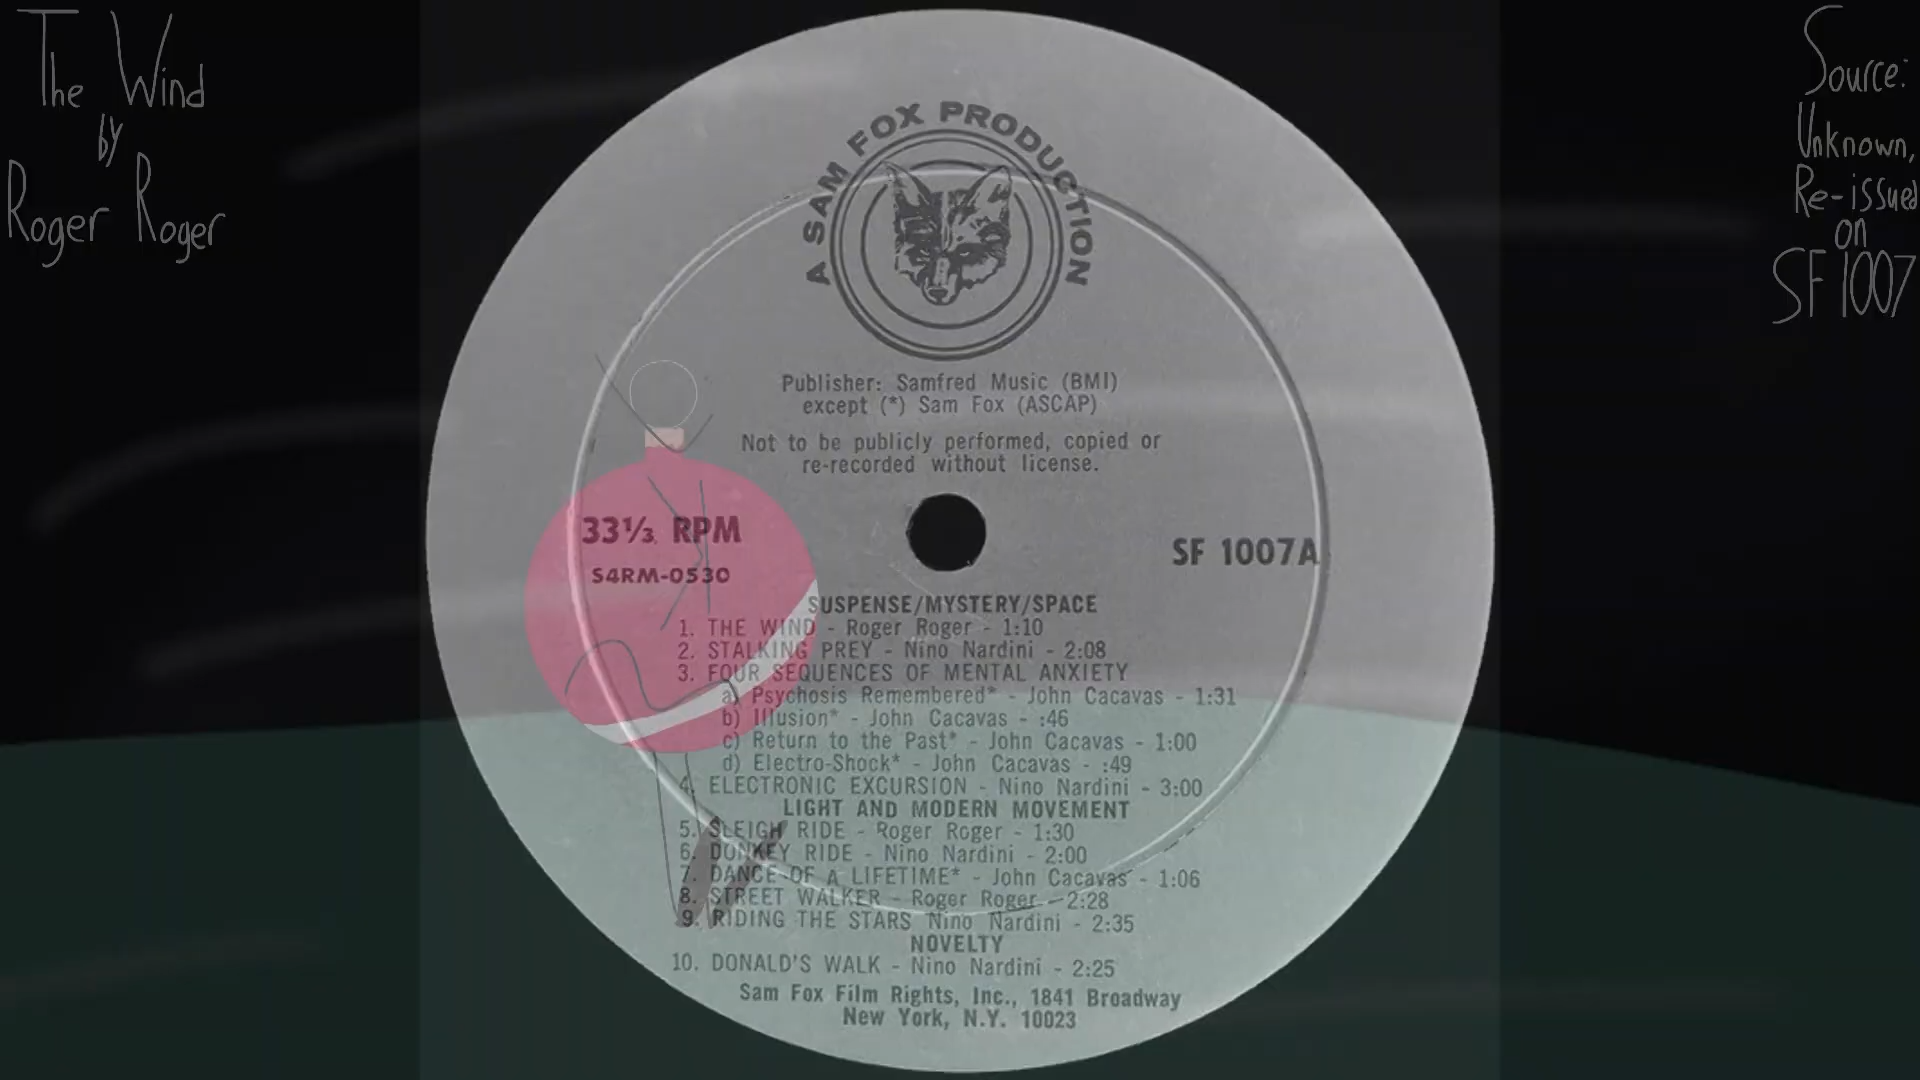 The Wind
by
Roger Roger
Source:
Unknown,
Re-issued
on
SF 1007
A SAM FOX PRODUCTION
Publisher: Samfred Music (BMI)
except (*) Sam Fox (ASCAP)
Not to be publicly performed, copied or
re-recorded without license.
33⅓ RPM
S4RM-0530
SF 1007A
SUSPENSE/MYSTERY/SPACE
1. THE WIND - Roger Roger - 1:10
2. STALKING PREY - Nino Nardini - 2:08
3. FOUR SEQUENCES OF MENTAL ANXIETY
a) Psychosis Remembered* - John Cacavas - 1:31
b) Illusion* - John Cacavas - :46
c) Return to the Past* - John Cacavas - 1:00
d) Electro-Shock* - John Cacavas - :49
4. ELECTRONIC EXCURSION - Nino Nardini - 3:00
LIGHT AND MODERN MOVEMENT
5. SLEIGH RIDE - Roger Roger - 1:30
6. DONKEY RIDE - Nino Nardini - 2:00
7. DANCE OF A LIFETIME* - John Cacavas - 1:06
8. STREET WALKER - Roger Roger - 2:28
9. RIDING THE STARS Nino Nardini - 2:35
NOVELTY
10. DONALD'S WALK - Nino Nardini - 2:25
Sam Fox Film Rights, Inc., 1841 Broadway
New York, N.Y. 10023